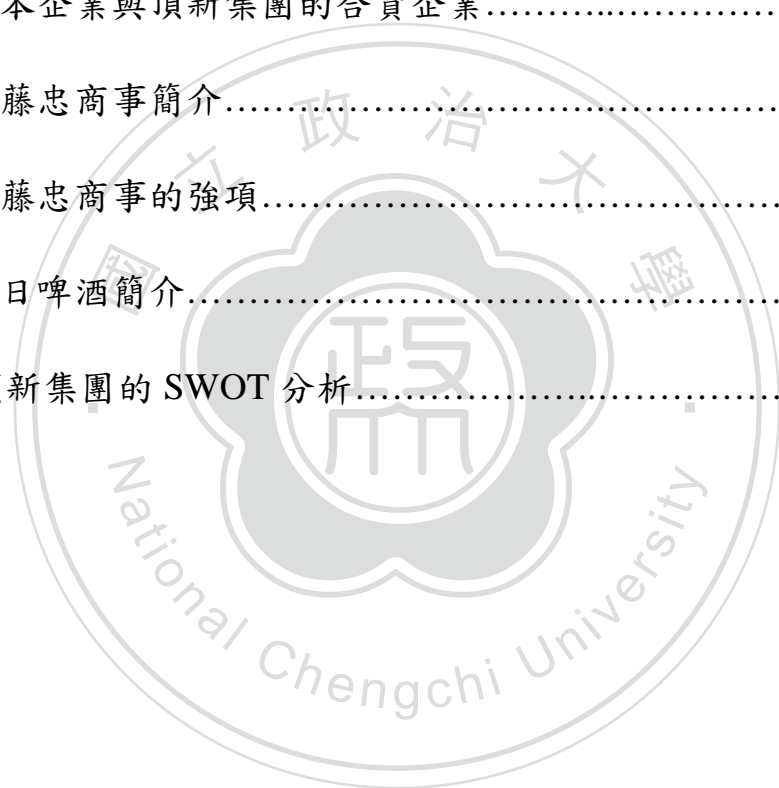 本企業與頂新集團的合資企業………..……………
藤忠商事簡介……………………………………………
藤忠商事的強項…………………………………………
日啤酒簡介………………………………………………
新集團的 SWOT 分析…………………..……………
國立政治大學
National Chengchi University